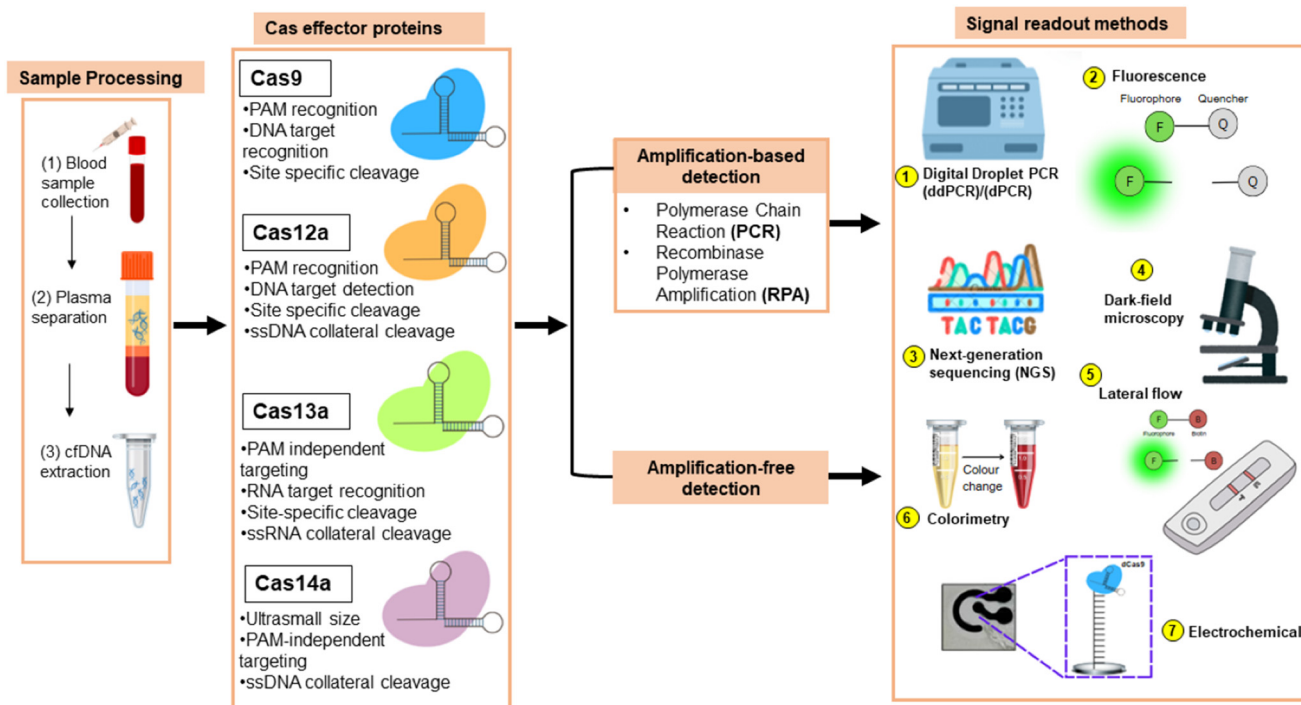 Sample Processing
(1) Blood
sample
collection
(2) Plasma
separation
(3) cfDNA
extraction
Cas effector proteins
Cas9
•PAM recognition
•DNA target
recognition
•Site specific cleavage
Cas12a
•PAM recognition
•DNA target detection
•Site specific cleavage
•ssDNA collateral cleavage
Cas13a
•PAM independent
targeting
•RNA target recognition
•Site-specific cleavage
•ssRNA collateral cleavage
Cas14a
•Ultrasmall size
•PAM-independent
targeting
•ssDNA collateral cleavage
Amplification-based
detection
• Polymerase Chain
Reaction (PCR)
• Recombinase
Polymerase
Amplification (RPA)
Amplification-free
detection
Signal readout methods
1 Digital Droplet PCR
(ddPCR)/(dPCR)
2 Fluorescence
Fluorophore Quencher
F Q
F Q
TAC TACG
3 Next-generation
sequencing (NGS)
4
Dark-field
microscopy
5
Lateral flow
F B
Fluorophore Biotin
F B
Colour
change
6 Colorimetry
dCas9
7 Electrochemical